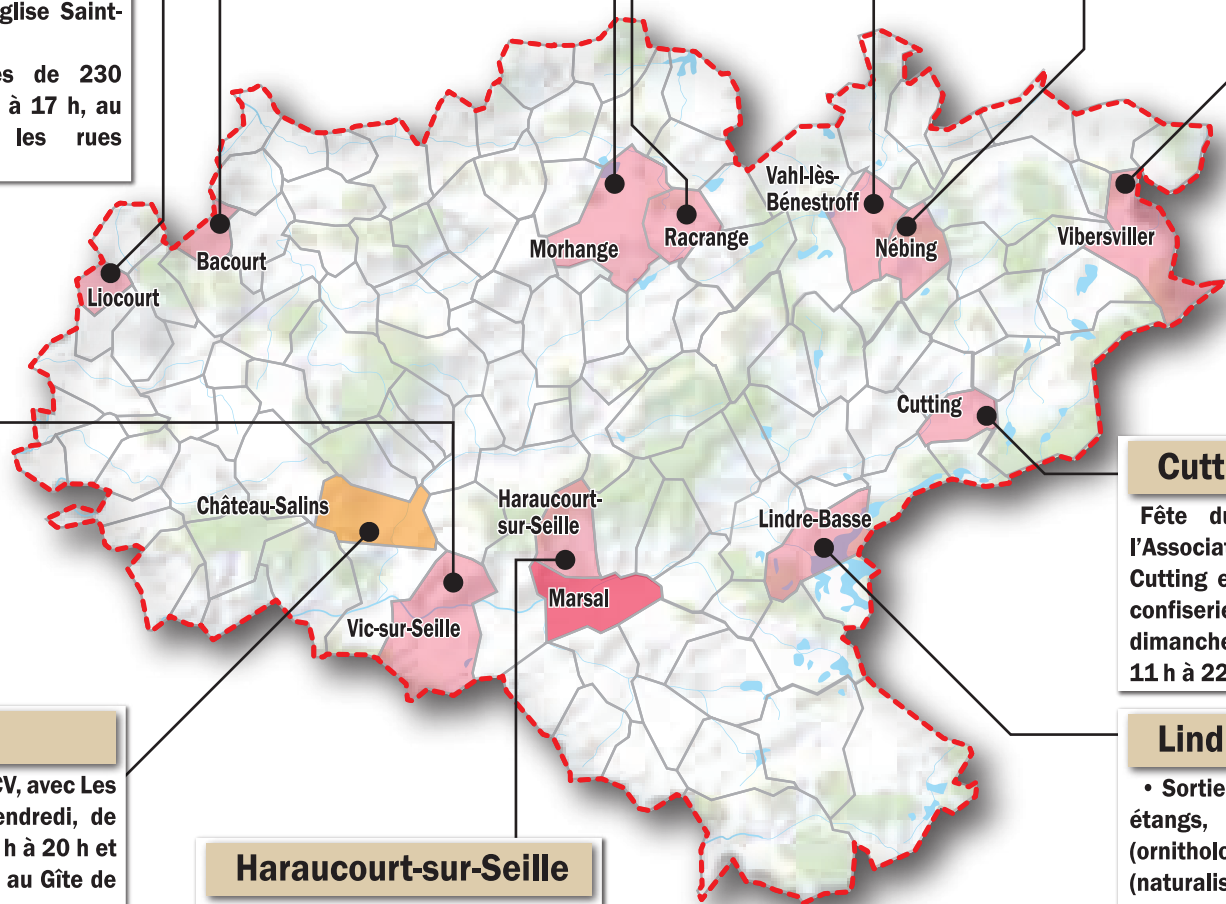 glise Saint-
es de 230
à 17 h, au
les rues
Vahl-lès-
Bénestroff
Morhange
Racrange
Nébing
Vibersviller
Bacourt
Liocourt
Cutting
Château-Salins
Haraucourt-
sur-Seille
Lindre-Basse
Marsal
Vic-sur-Seille
Cutt
Fête du
l'Associat
Cutting e
confiserie
dimanche
11 h à 22
CV, avec Les
endredi, de
h à 20 h et
au Gîte de
Haraucourt-sur-Seille
Lind
• Sortie
étangs,
(ornitholo
(naturalis